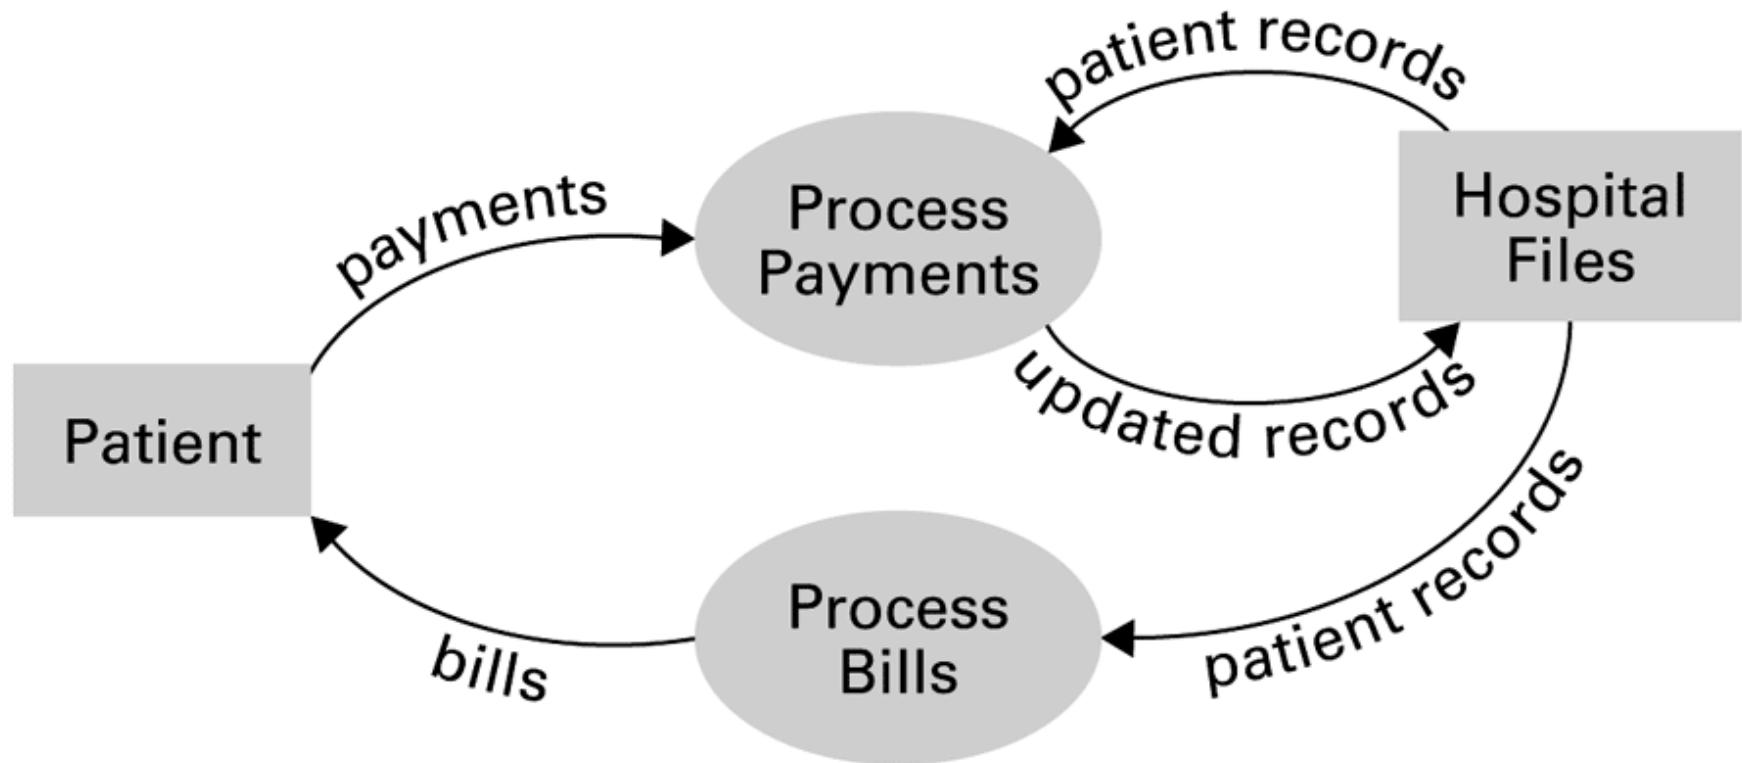 patient records
payments
Process
Payments
Hospital
Files
updated records
Patient
patient records
Process
Bills
bills